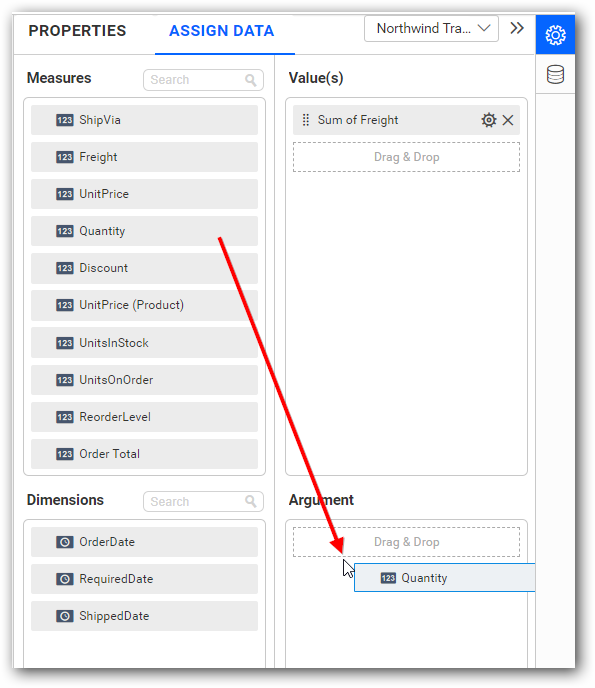 PROPERTIES
ASSIGN DATA
Northwind Tra...
Measures
Search
123 ShipVia
123 Freight
123 UnitPrice
123 Quantity
123 Discount
123 UnitPrice (Product)
123 UnitsInStock
123 UnitsOnOrder
123 ReorderLevel
123 Order Total
Value(s)
Sum of Freight
Drag & Drop
Dimensions
Search
OrderDate
RequiredDate
ShippedDate
Argument
Drag & Drop
123 Quantity